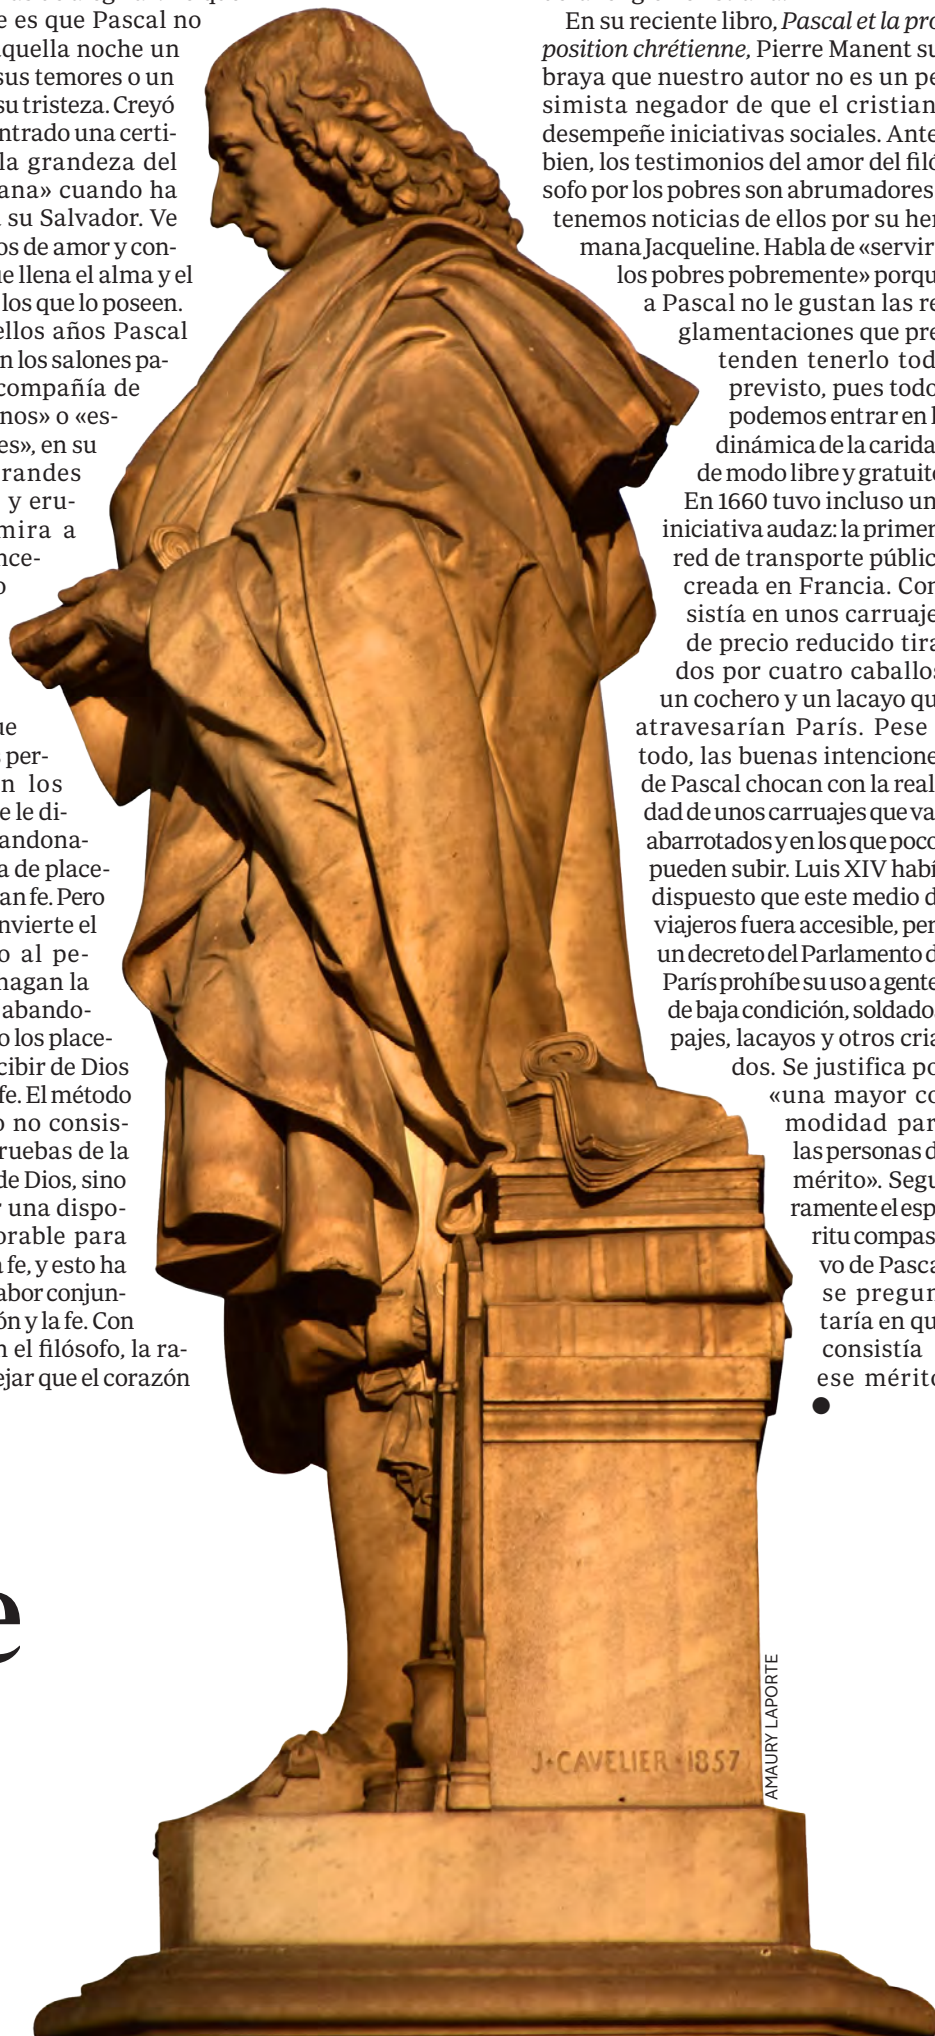 e es que Pascal no
aquella noche un
sus temores o un
su tristeza. Creyó
ntrado una certi-
la grandeza del
ana» cuando ha
su Salvador. Ve
os de amor y con-
ue llena el alma y el
los que lo poseen.
ellos años Pascal
n los salones pa-
compañía de
nos» o «es-
es», en su
randes
y eru-
mira a
nce-
o
ue
per-
n los
e le di-
andona-
a de place-
an fe. Pero
nvierte el
o al pe-
hagan la
abando-
o los place-
cibir de Dios
fe. El método
o no consis-
ruebas de la
de Dios, sino
r una dispo-
orable para
a fe, y esto ha
abor conjun-
ón y la fe. Con
n el filósofo, la ra-
ejar que el corazón
e
En su reciente libro, Pascal et la pro
position chrétienne, Pierre Manent su
braya que nuestro autor no es un pe
simista negador de que el cristian
desempeñe iniciativas sociales. Ante
bien, los testimonios del amor del filó
sofo por los pobres son abrumadores
tenemos noticias de ellos por su her
mana Jacqueline. Habla de «servir
los pobres pobremente» porqu
a Pascal no le gustan las re
glamentaciones que pre
tenden tenerlo tod
previsto, pues todo
podemos entrar en l
dinámica de la carida
de modo libre y gratuito
En 1660 tuvo incluso un
iniciativa audaz: la primer
red de transporte públic
creada en Francia. Con
sistía en unos carruaje
de precio reducido tira
dos por cuatro caballos
un cochero y un lacayo qu
atravesarían París. Pese
todo, las buenas intencione
de Pascal chocan con la real
dad de unos carruajes que va
abarrotados y en los que poco
pueden subir. Luis XIV habí
dispuesto que este medio d
viajeros fuera accesible, per
un decreto del Parlamento d
París prohíbe su uso a gente
de baja condición, soldados
pajes, lacayos y otros cria
dos. Se justifica po
«una mayor co
modidad par
las personas d
mérito». Segu
ramente el esp
ritu compas
vo de Pasca
se pregun
taría en qu
consistía
ese mérito
●
J·CAVELIER·1857
AMAURY LAPORTE